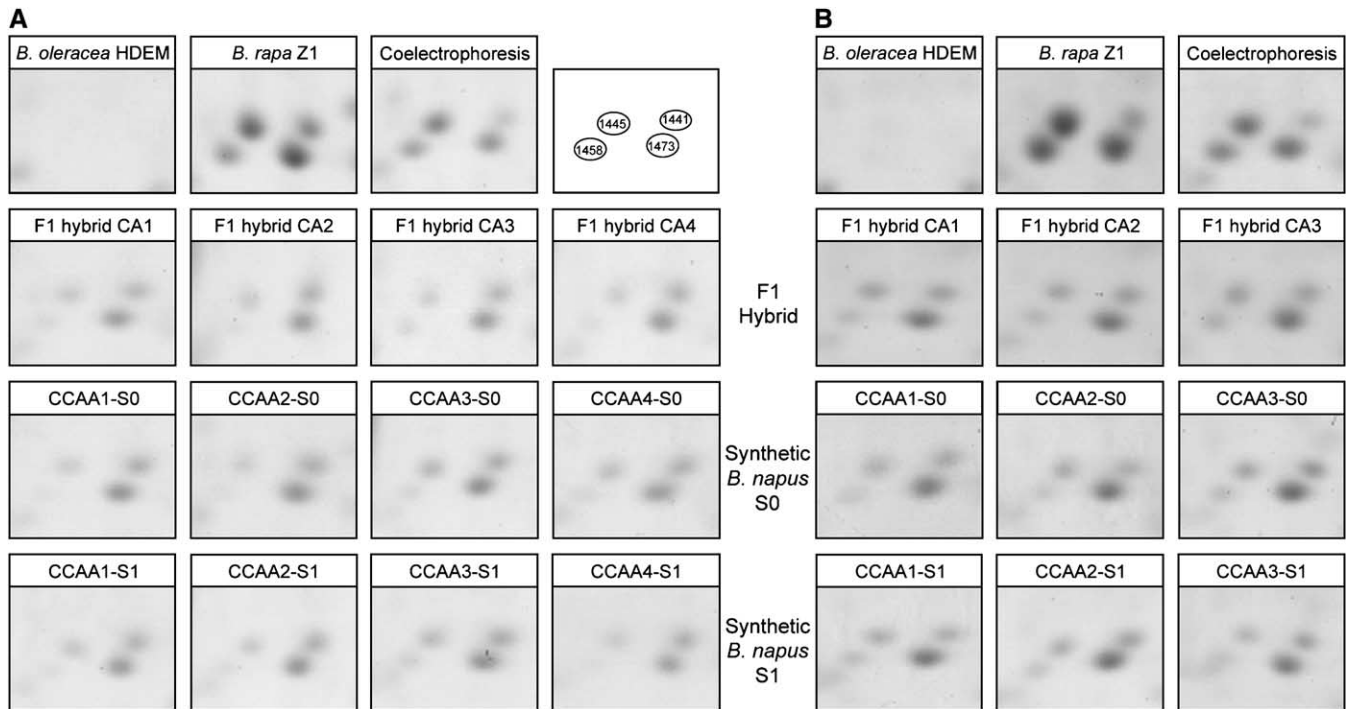 A
B
B. oleracea HDEM
B. rapa Z1
Coelectrophoresis
1445
1441
1458
1473
B. oleracea HDEM
B. rapa Z1
Coelectrophoresis
F1 hybrid CA1
F1 hybrid CA2
F1 hybrid CA3
F1 hybrid CA4
F1
Hybrid
F1 hybrid CA1
F1 hybrid CA2
F1 hybrid CA3
CCAA1-S0
CCAA2-S0
CCAA3-S0
CCAA4-S0
Synthetic
B. napus
S0
CCAA1-S0
CCAA2-S0
CCAA3-S0
CCAA1-S1
CCAA2-S1
CCAA3-S1
CCAA4-S1
Synthetic
B. napus
S1
CCAA1-S1
CCAA2-S1
CCAA3-S1